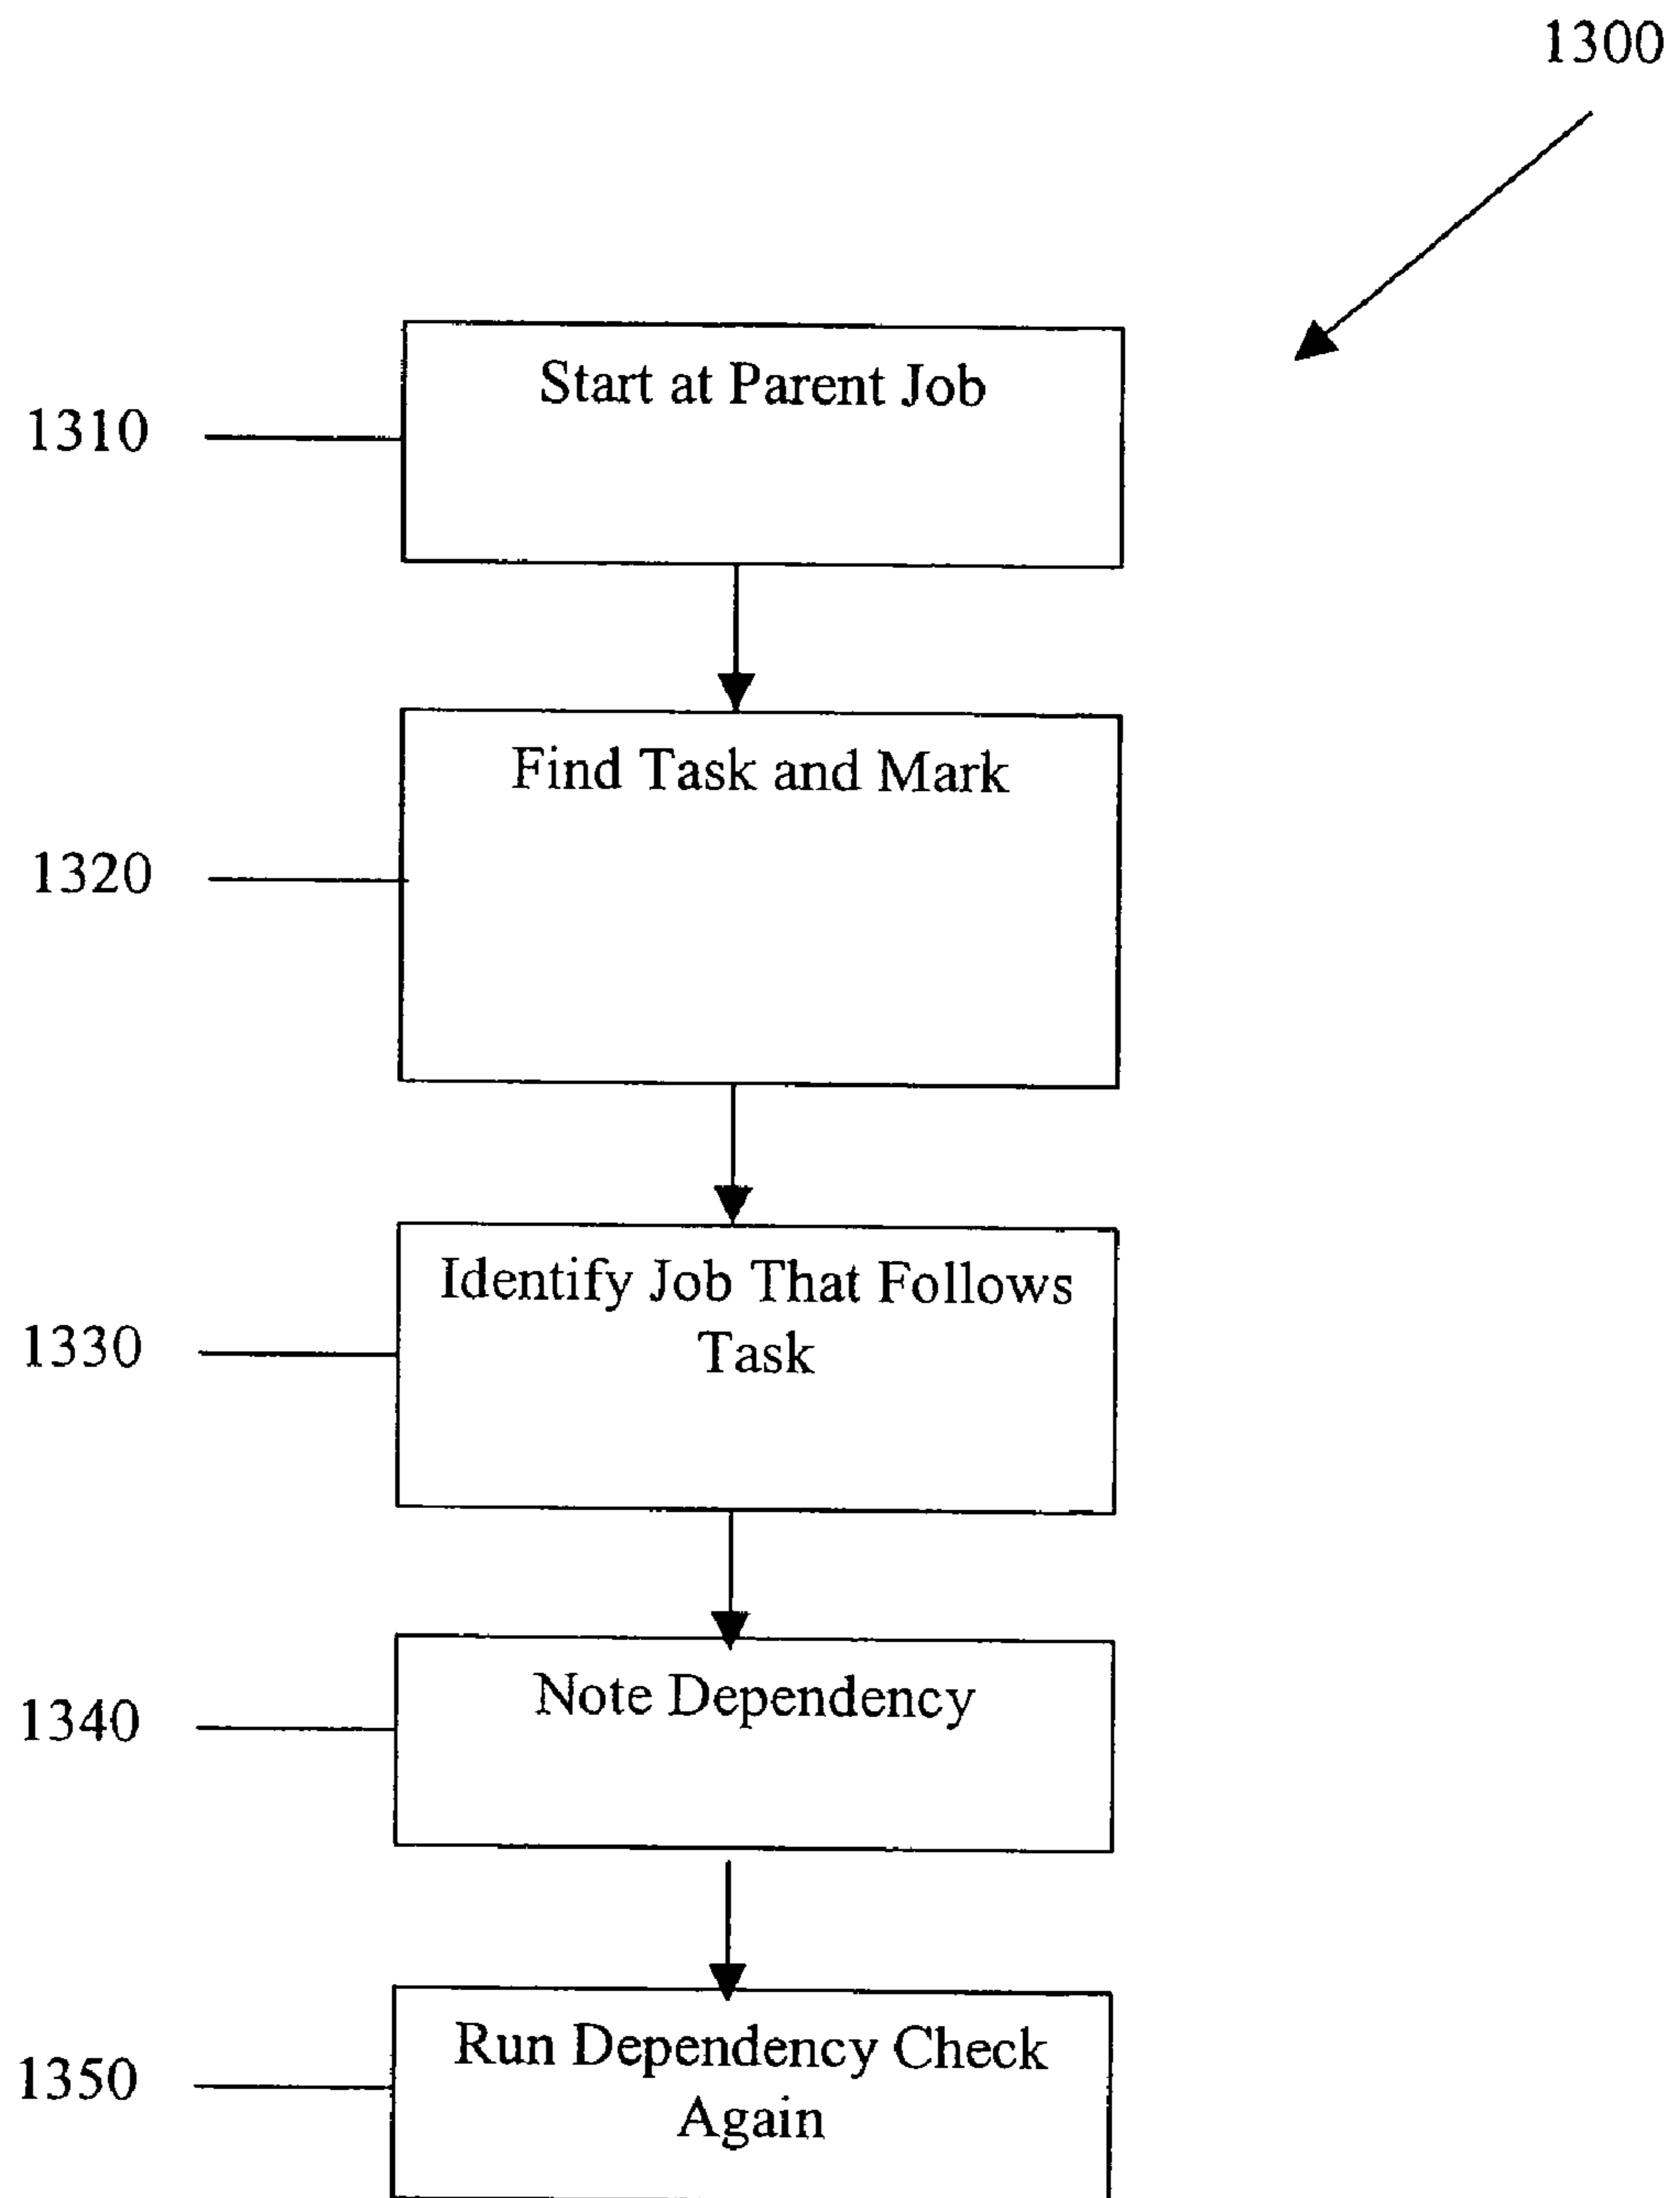 1300
Start at Parent Job
1310
Find Task and Mark
1320
Identify Job That Follows
Task
1330
Note Dependency
1340
Run Dependency Check
Again
1350